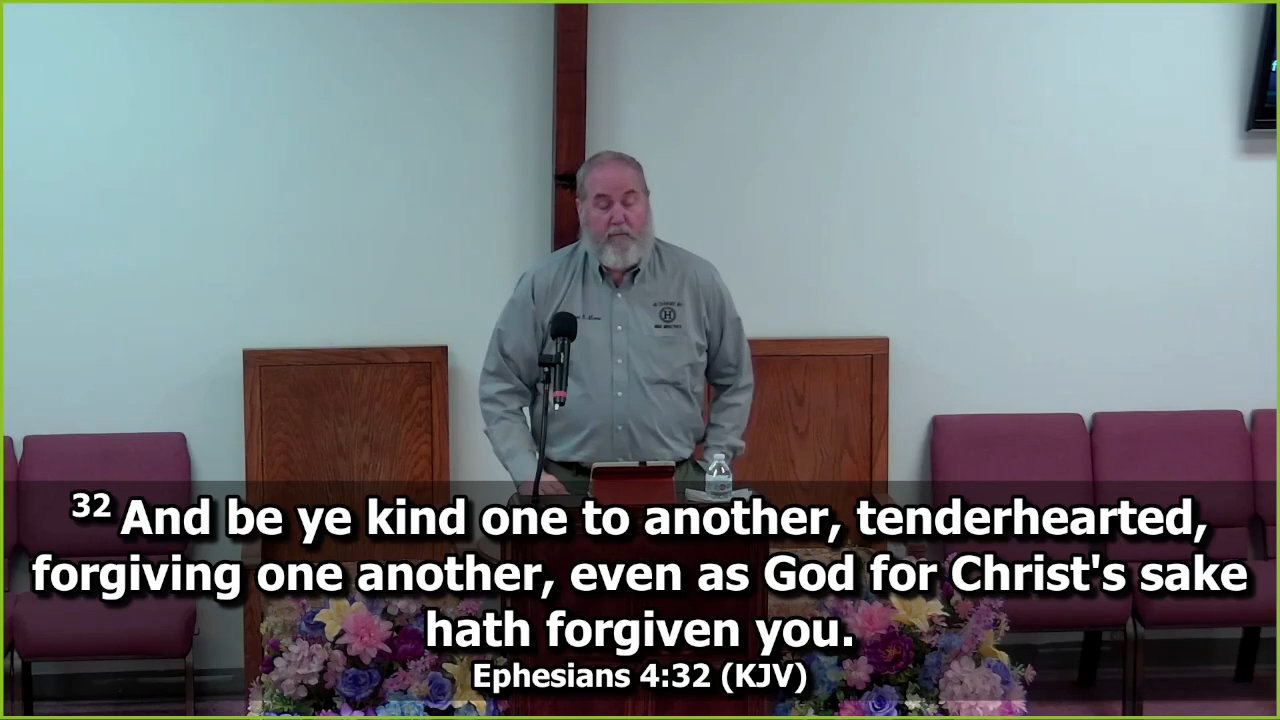 H
32 And be ye kind one to another, tenderhearted,
forgiving one another, even as God for Christ's sake
hath forgiven you.
Ephesians 4:32 (KJV)